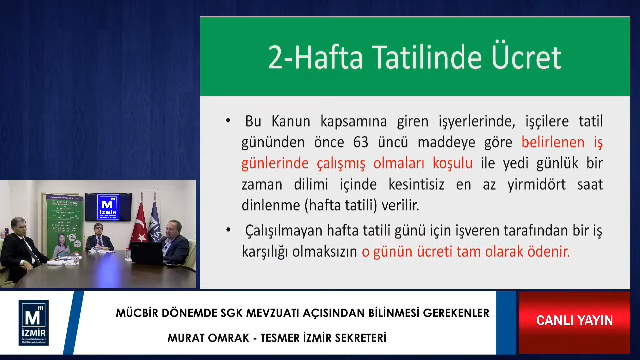 2-Hafta Tatilinde Ücret
• Bu Kanun kapsamına giren işyerlerinde, işçilere tatil
gününden önce 63 üncü maddeye göre belirlenen iş
günlerinde çalışmış olmaları koşulu ile yedi günlük bir
zaman dilimi içinde kesintisiz en az yirmidört saat
dinlenme (hafta tatili) verilir.
• Çalışılmayan hafta tatili günü için işveren tarafından bir iş
karşılığı olmaksızın o günün ücreti tam olarak ödenir.
M
İZMİR
M
İZMİR
MÜCBİR DÖNEMDE SGK MEVZUATI AÇISINDAN BİLİNMESİ GEREKENLER
MURAT OMRAK - TESMER İZMİR SEKRETERİ
CANLI YAYIN